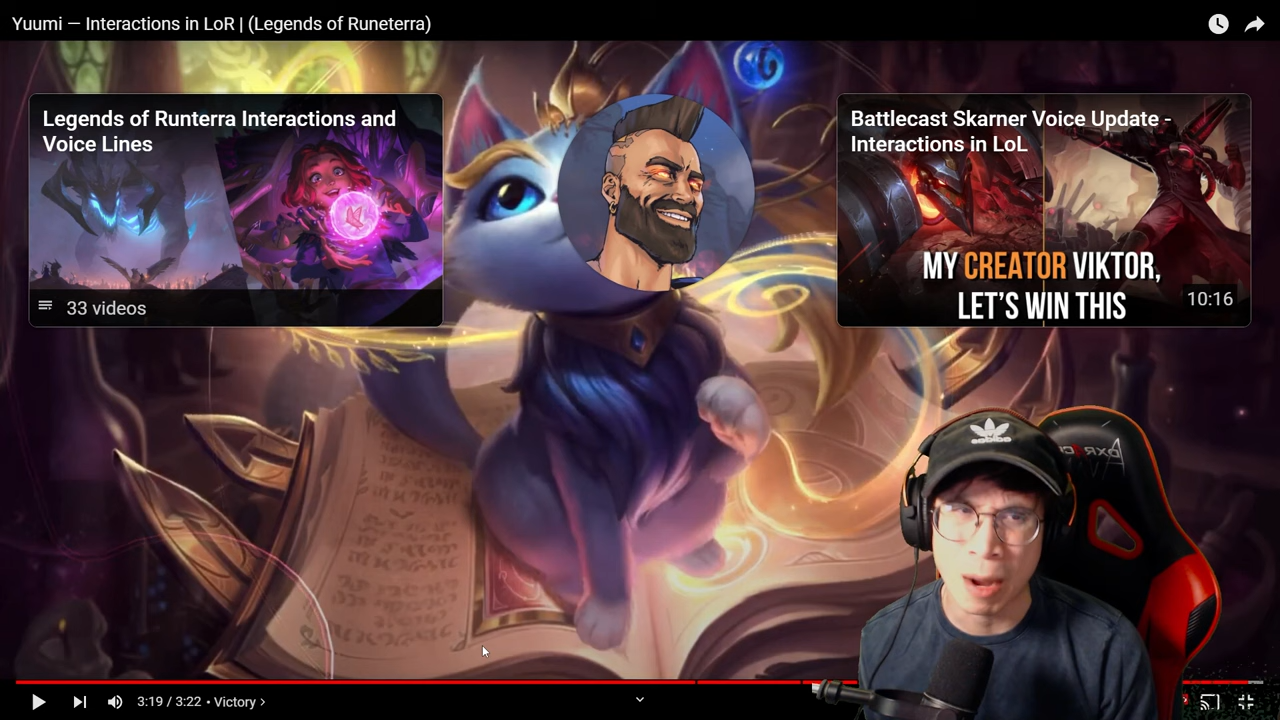 Yuumi — Interactions in LoR | (Legends of Runeterra)
Legends of Runterra Interactions and
Voice Lines
33 videos
Battlecast Skarner Voice Update -
Interactions in LoL
MY CREATOR VIKTOR,
LET'S WIN THIS
10:16
adidas
3:19 / 3:22 • Victory >